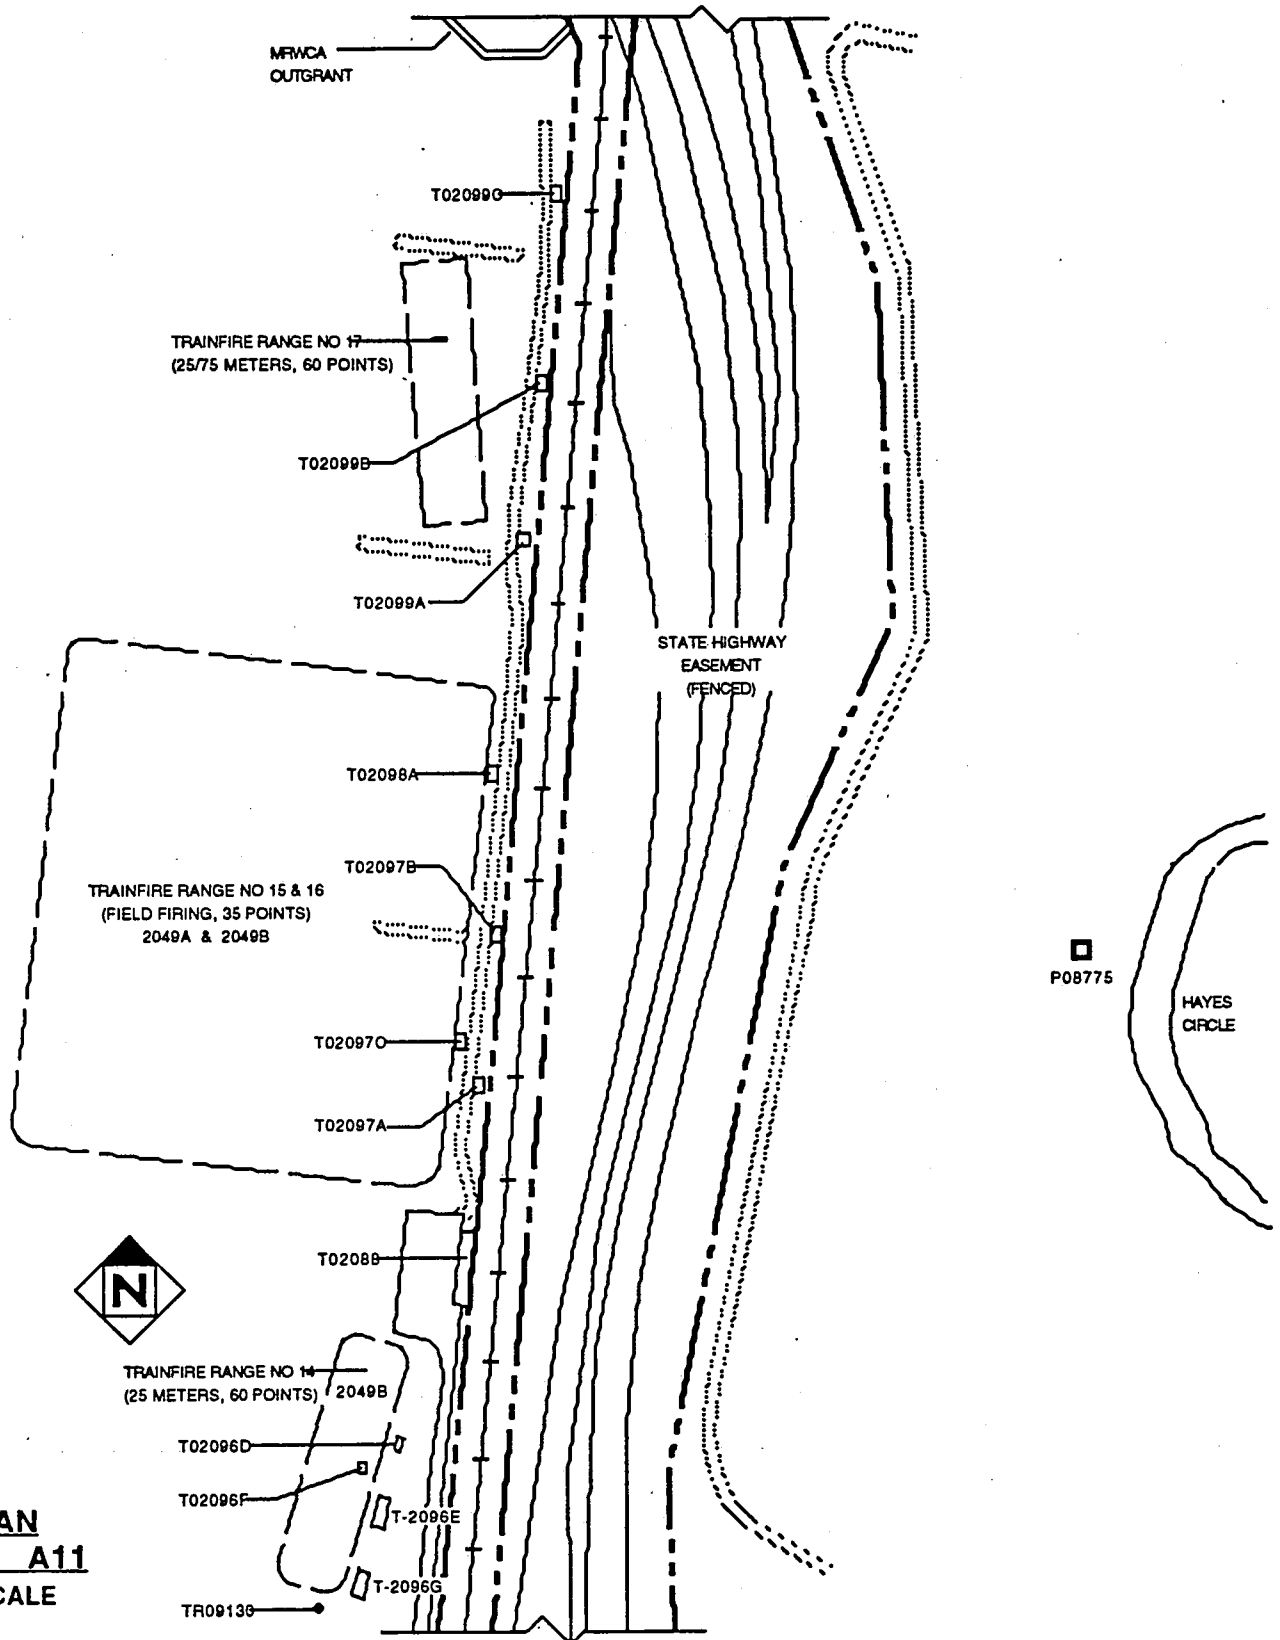 MRWCA
OUTGRANT
T02099C
TRAINFIRE RANGE NO 17
(25/75 METERS, 60 POINTS)
T02099B
T02099A
STATE HIGHWAY
EASEMENT
(FENCED)
T02098A
T02097B
TRAINFIRE RANGE NO 15 & 16
(FIELD FIRING, 35 POINTS)
2049A & 2049B
P08775
HAYES
CIRCLE
T02097O
T02097A
T0208B
N
TRAINFIRE RANGE NO 14
(25 METERS, 60 POINTS) 2049B
T02096D
T02096F
T-2096E
AN
A11
CALE
T-2096G
TR09130